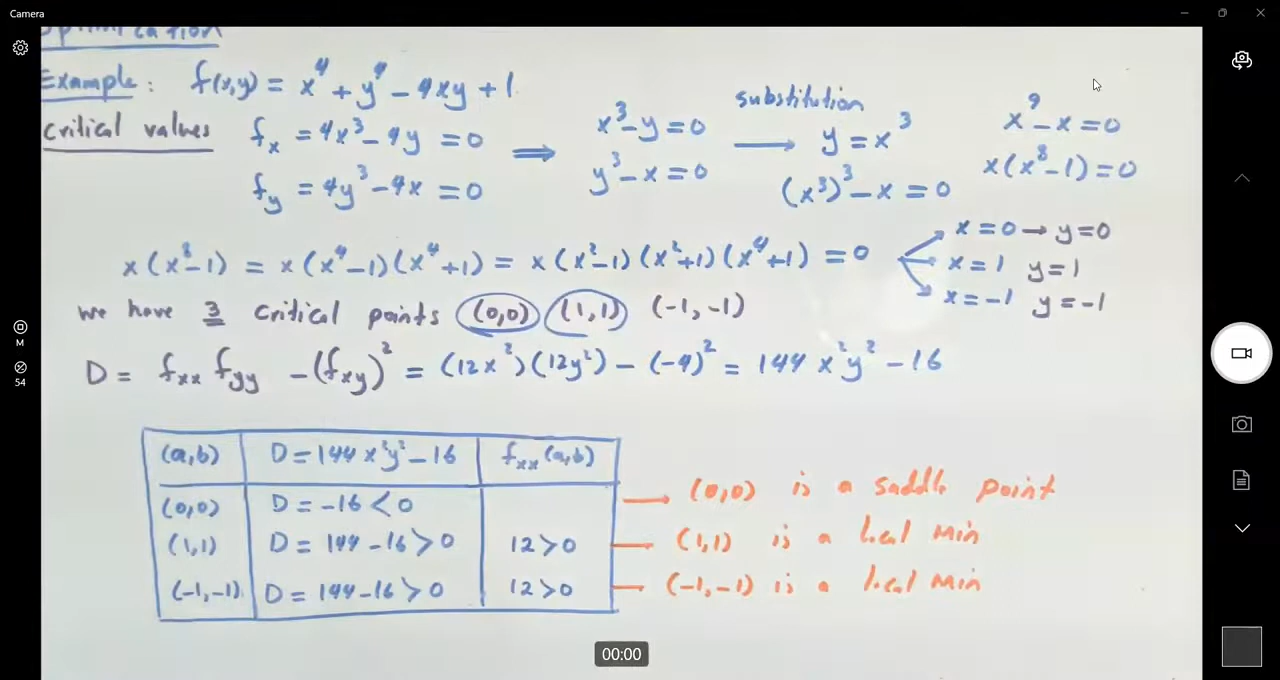 Camera
Optimization
Example: f(x,y) = x⁴ + y⁴ - 4xy + 1
critical values fx = 4x³ - 4y = 0 ⟹ x³ - y = 0 substitution → y = x³ x⁹ - x = 0
fy = 4y³ - 4x = 0 y³ - x = 0 (x³)³ - x = 0 x(x⁸ - 1) = 0
x(x⁸-1) = x(x⁴-1)(x⁴+1) = x(x²-1)(x²+1)(x⁴+1) = 0 x = 0 → y = 0
x = 1 y = 1
x = -1 y = -1
we have 3 critical points (0,0) (1,1) (-1,-1)
D = fxx fyy - (fxy)² = (12x²)(12y²) - (-4)² = 144 x²y² - 16
(a,b) D = 144x²y² - 16 fxx (a,b)
(0,0) D = -16 < 0 → (0,0) is a saddle point
(1,1) D = 144 - 16 > 0 12 > 0 → (1,1) is a local min
(-1,-1) D = 144 - 16 > 0 12 > 0 → (-1,-1) is a local min
M
54
00:00